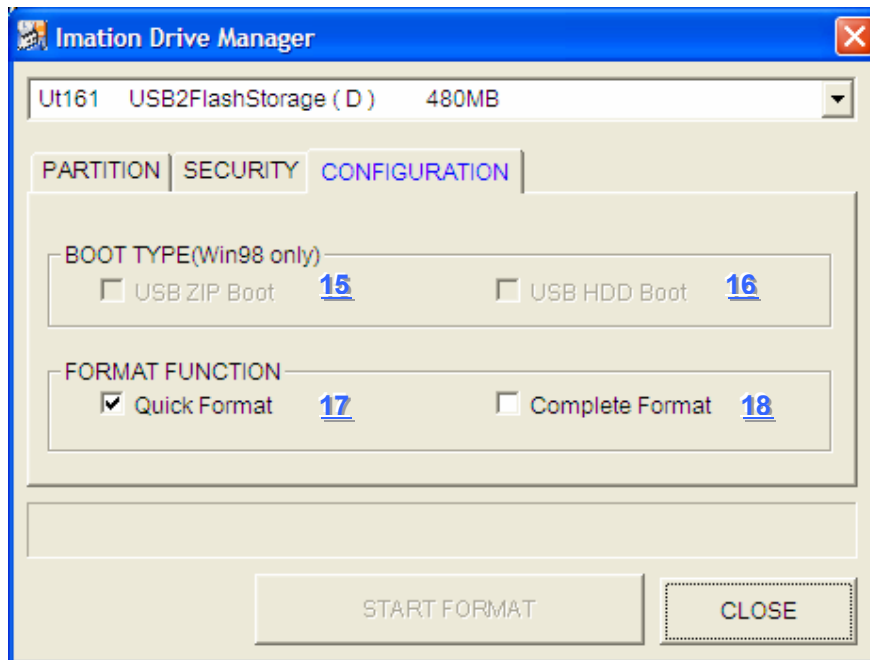 Imation Drive Manager
Ut161 USB2FlashStorage ( D ) 480MB
PARTITION SECURITY CONFIGURATION
BOOT TYPE(Win98 only)
USB ZIP Boot 15 USB HDD Boot 16
FORMAT FUNCTION
Quick Format 17 Complete Format 18
START FORMAT CLOSE